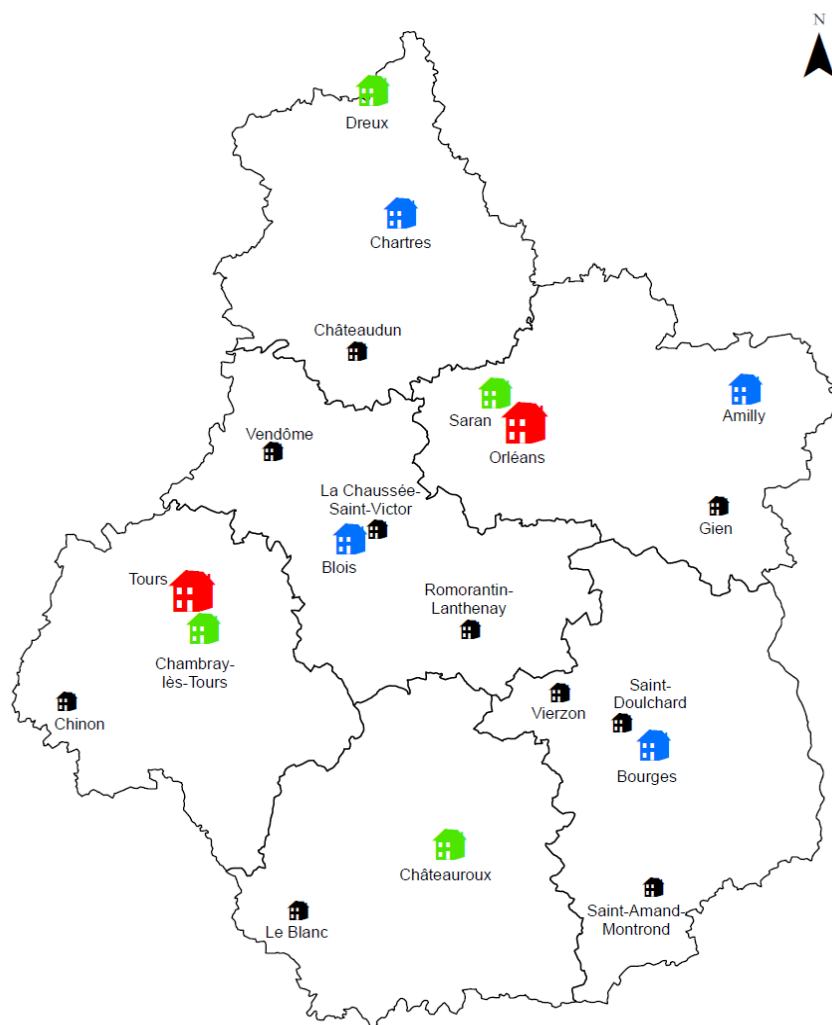 N
Dreux
Chartres
Châteaudun
Saran
Orléans
Amilly
Vendôme
La Chaussée-
Saint-Victor
Gien
Blois
Tours
Romorantin-
Lanthenay
Chambray-
lès-Tours
Saint-
Doulchard
Chinon
Vierzon
Bourges
Châteauroux
Le Blanc
Saint-Amand-
Montrond